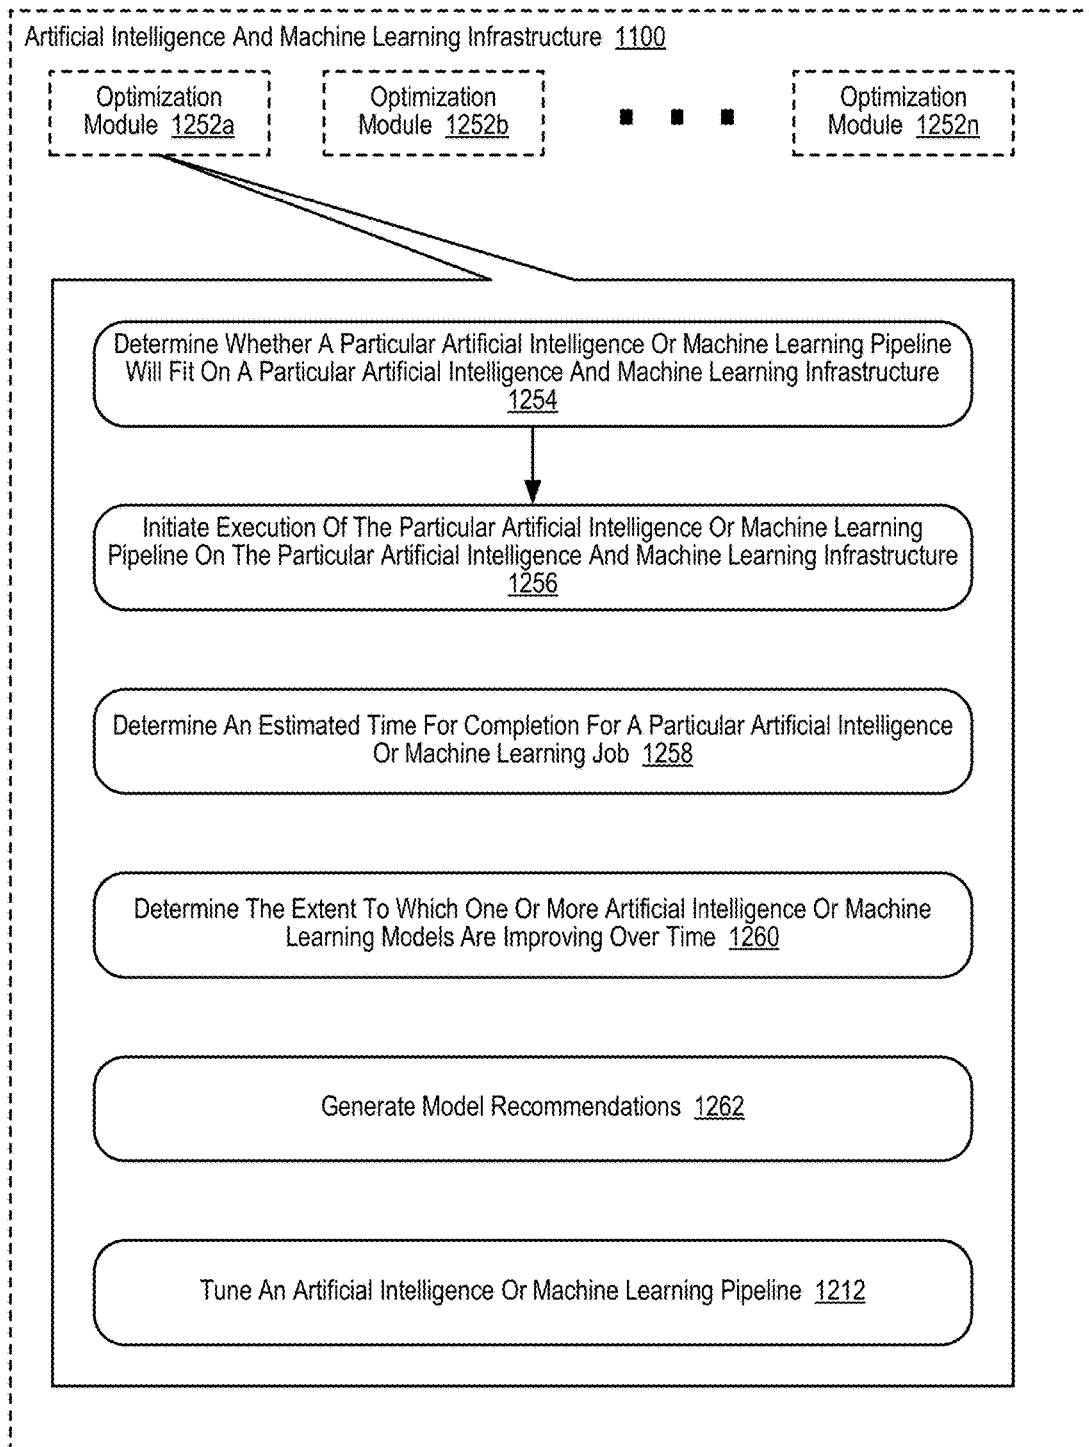 Artificial Intelligence And Machine Learning Infrastructure 1100
Optimization
Module 1252a
Optimization
Module 1252b
Optimization
Module 1252n
Determine Whether A Particular Artificial Intelligence Or Machine Learning Pipeline
Will Fit On A Particular Artificial Intelligence And Machine Learning Infrastructure
1254
Initiate Execution Of The Particular Artificial Intelligence Or Machine Learning
Pipeline On The Particular Artificial Intelligence And Machine Learning Infrastructure
1256
Determine An Estimated Time For Completion For A Particular Artificial Intelligence
Or Machine Learning Job 1258
Determine The Extent To Which One Or More Artificial Intelligence Or Machine
Learning Models Are Improving Over Time 1260
Generate Model Recommendations 1262
Tune An Artificial Intelligence Or Machine Learning Pipeline 1212